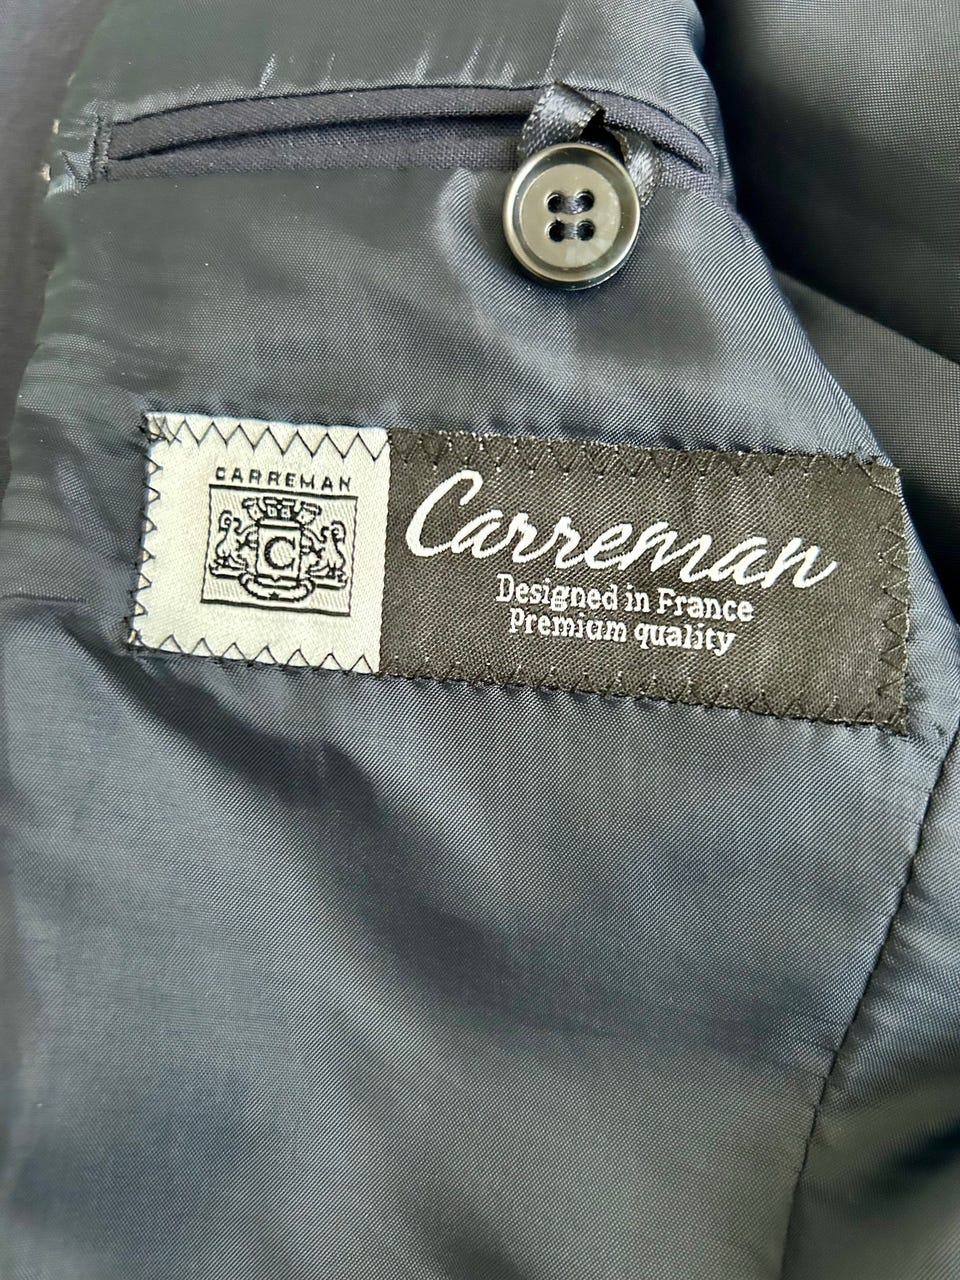 CARREMAN
C
Carreman
Designed in France
Premium quality